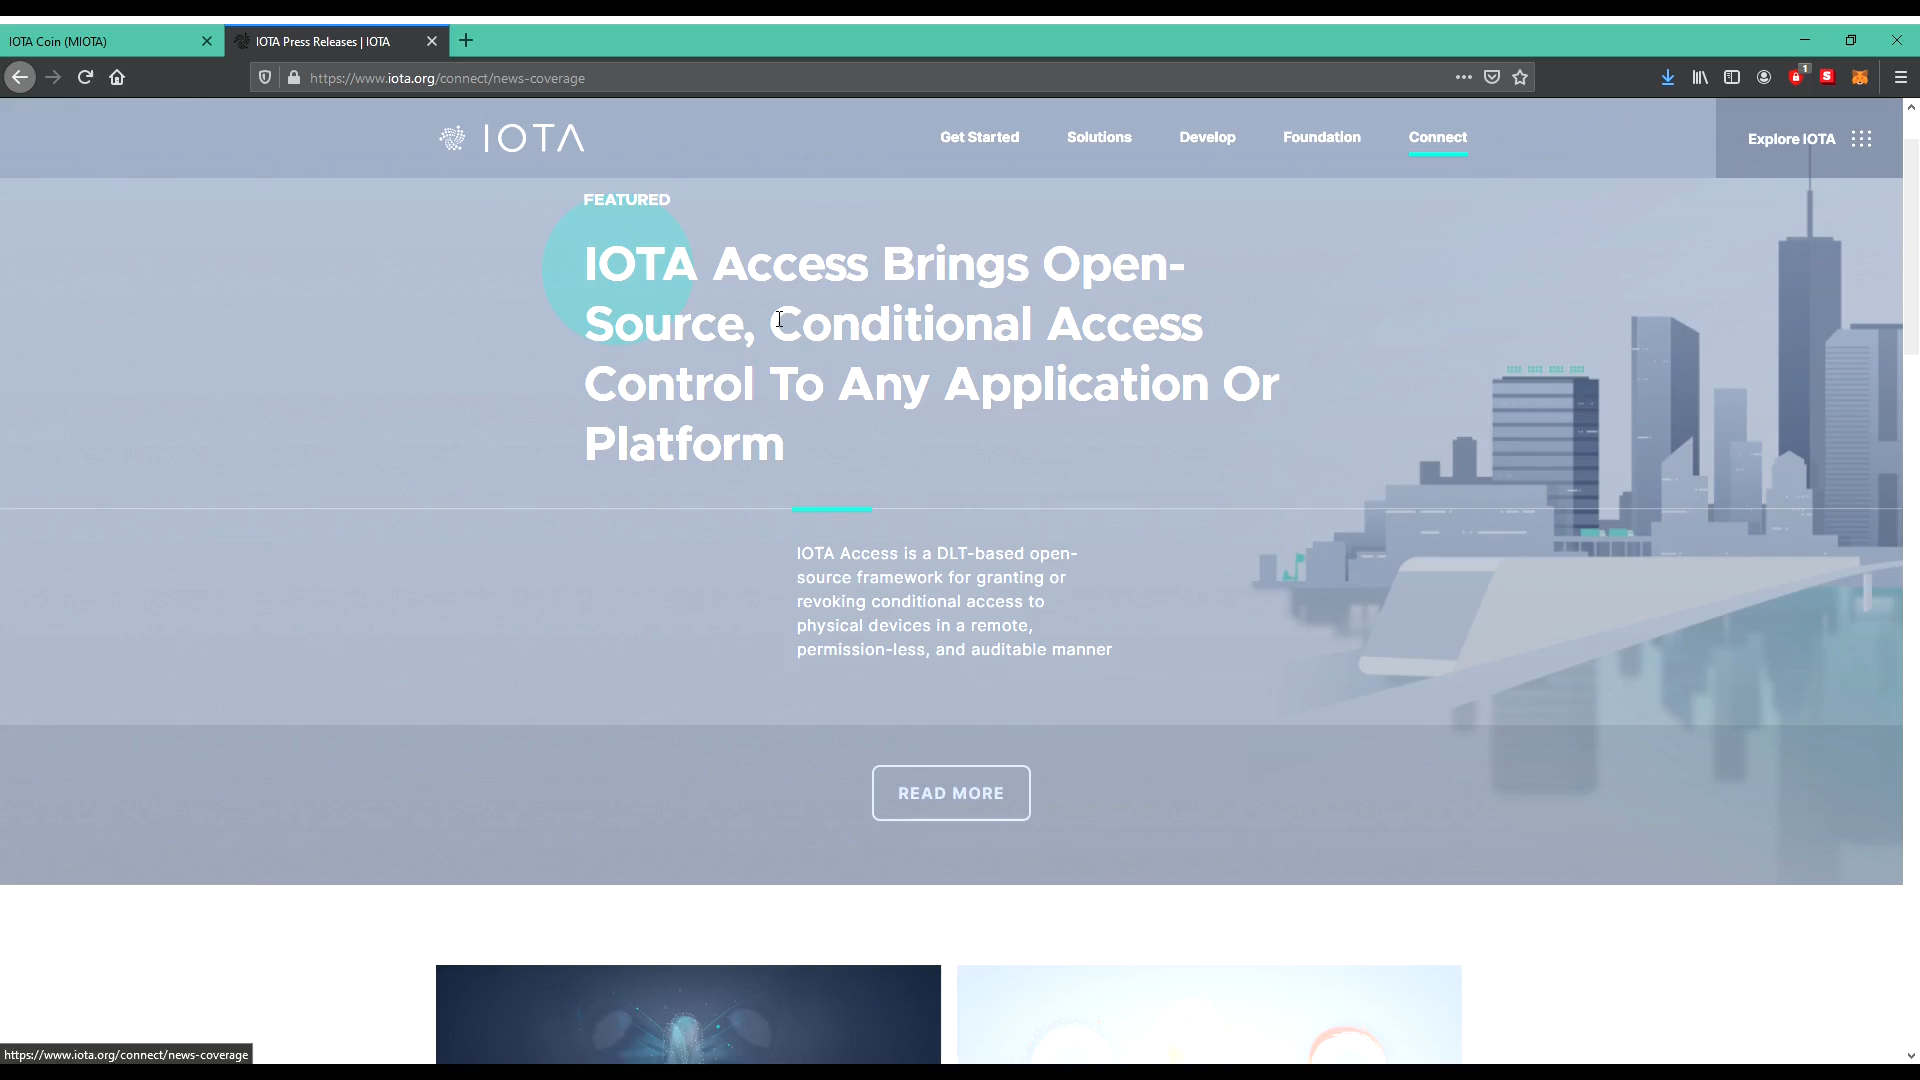 IOTA Coin (MIOTA)
IOTA Press Releases | IOTA
https://www.iota.org/connect/news-coverage
1
S
IOTA
Get Started
Solutions
Develop
Foundation
Connect
Explore IOTA
FEATURED
IOTA Access Brings Open-
Source, Conditional Access
Control To Any Application Or
Platform
IOTA Access is a DLT-based open-
source framework for granting or
revoking conditional access to
physical devices in a remote,
permission-less, and auditable manner
READ MORE
https://www.iota.org/connect/news-coverage